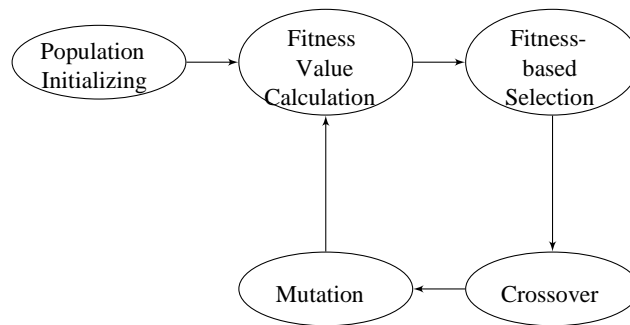 Population
Initializing
Fitness
Value
Calculation
Fitness-
based
Selection
Mutation
Crossover